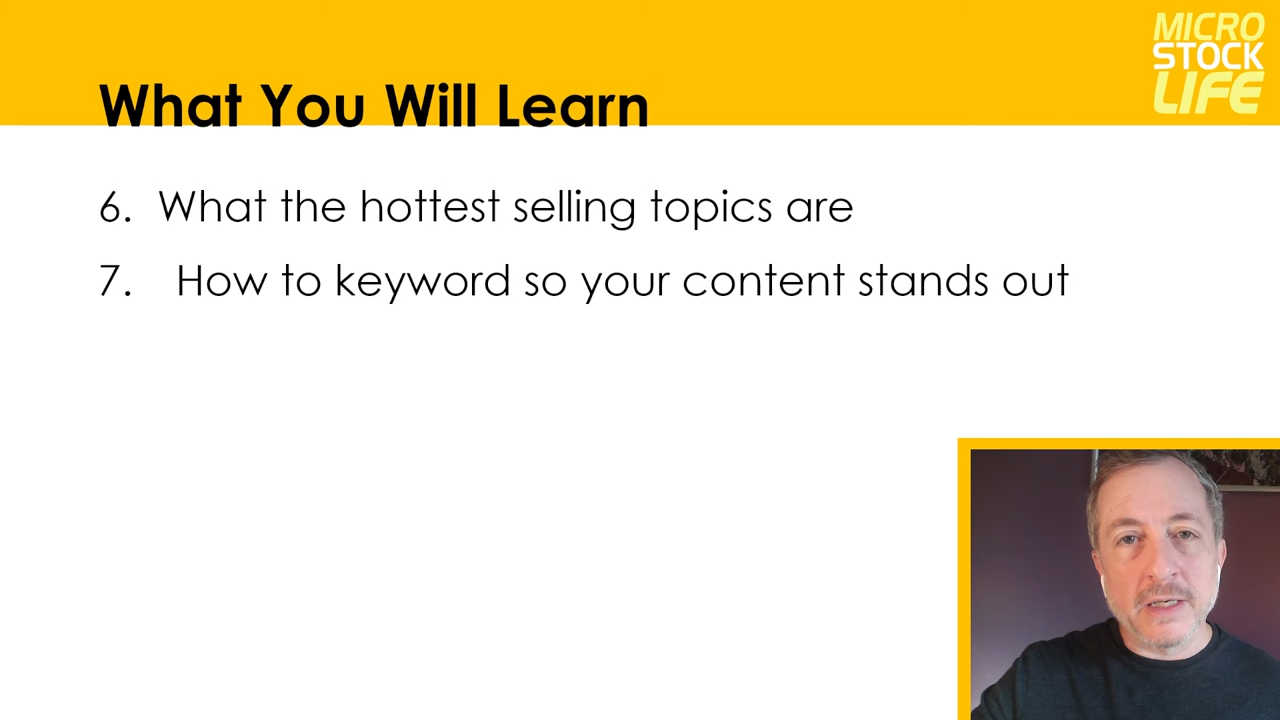 MICRO
STOCK
LIFE
What You Will Learn
6. What the hottest selling topics are
7. How to keyword so your content stands out